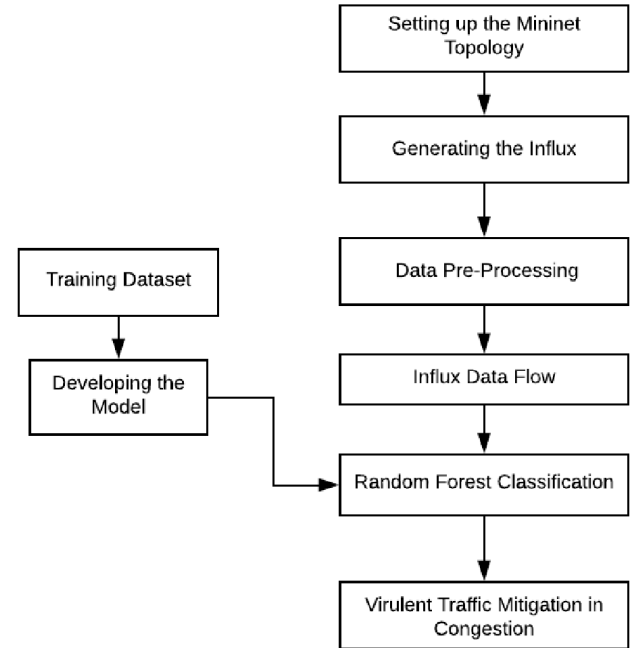 Setting up the Mininet
Topology
Generating the Influx
Data Pre-Processing
Training Dataset
Influx Data Flow
Developing the
Model
Random Forest Classification
Virulent Traffic Mitigation in
Congestion